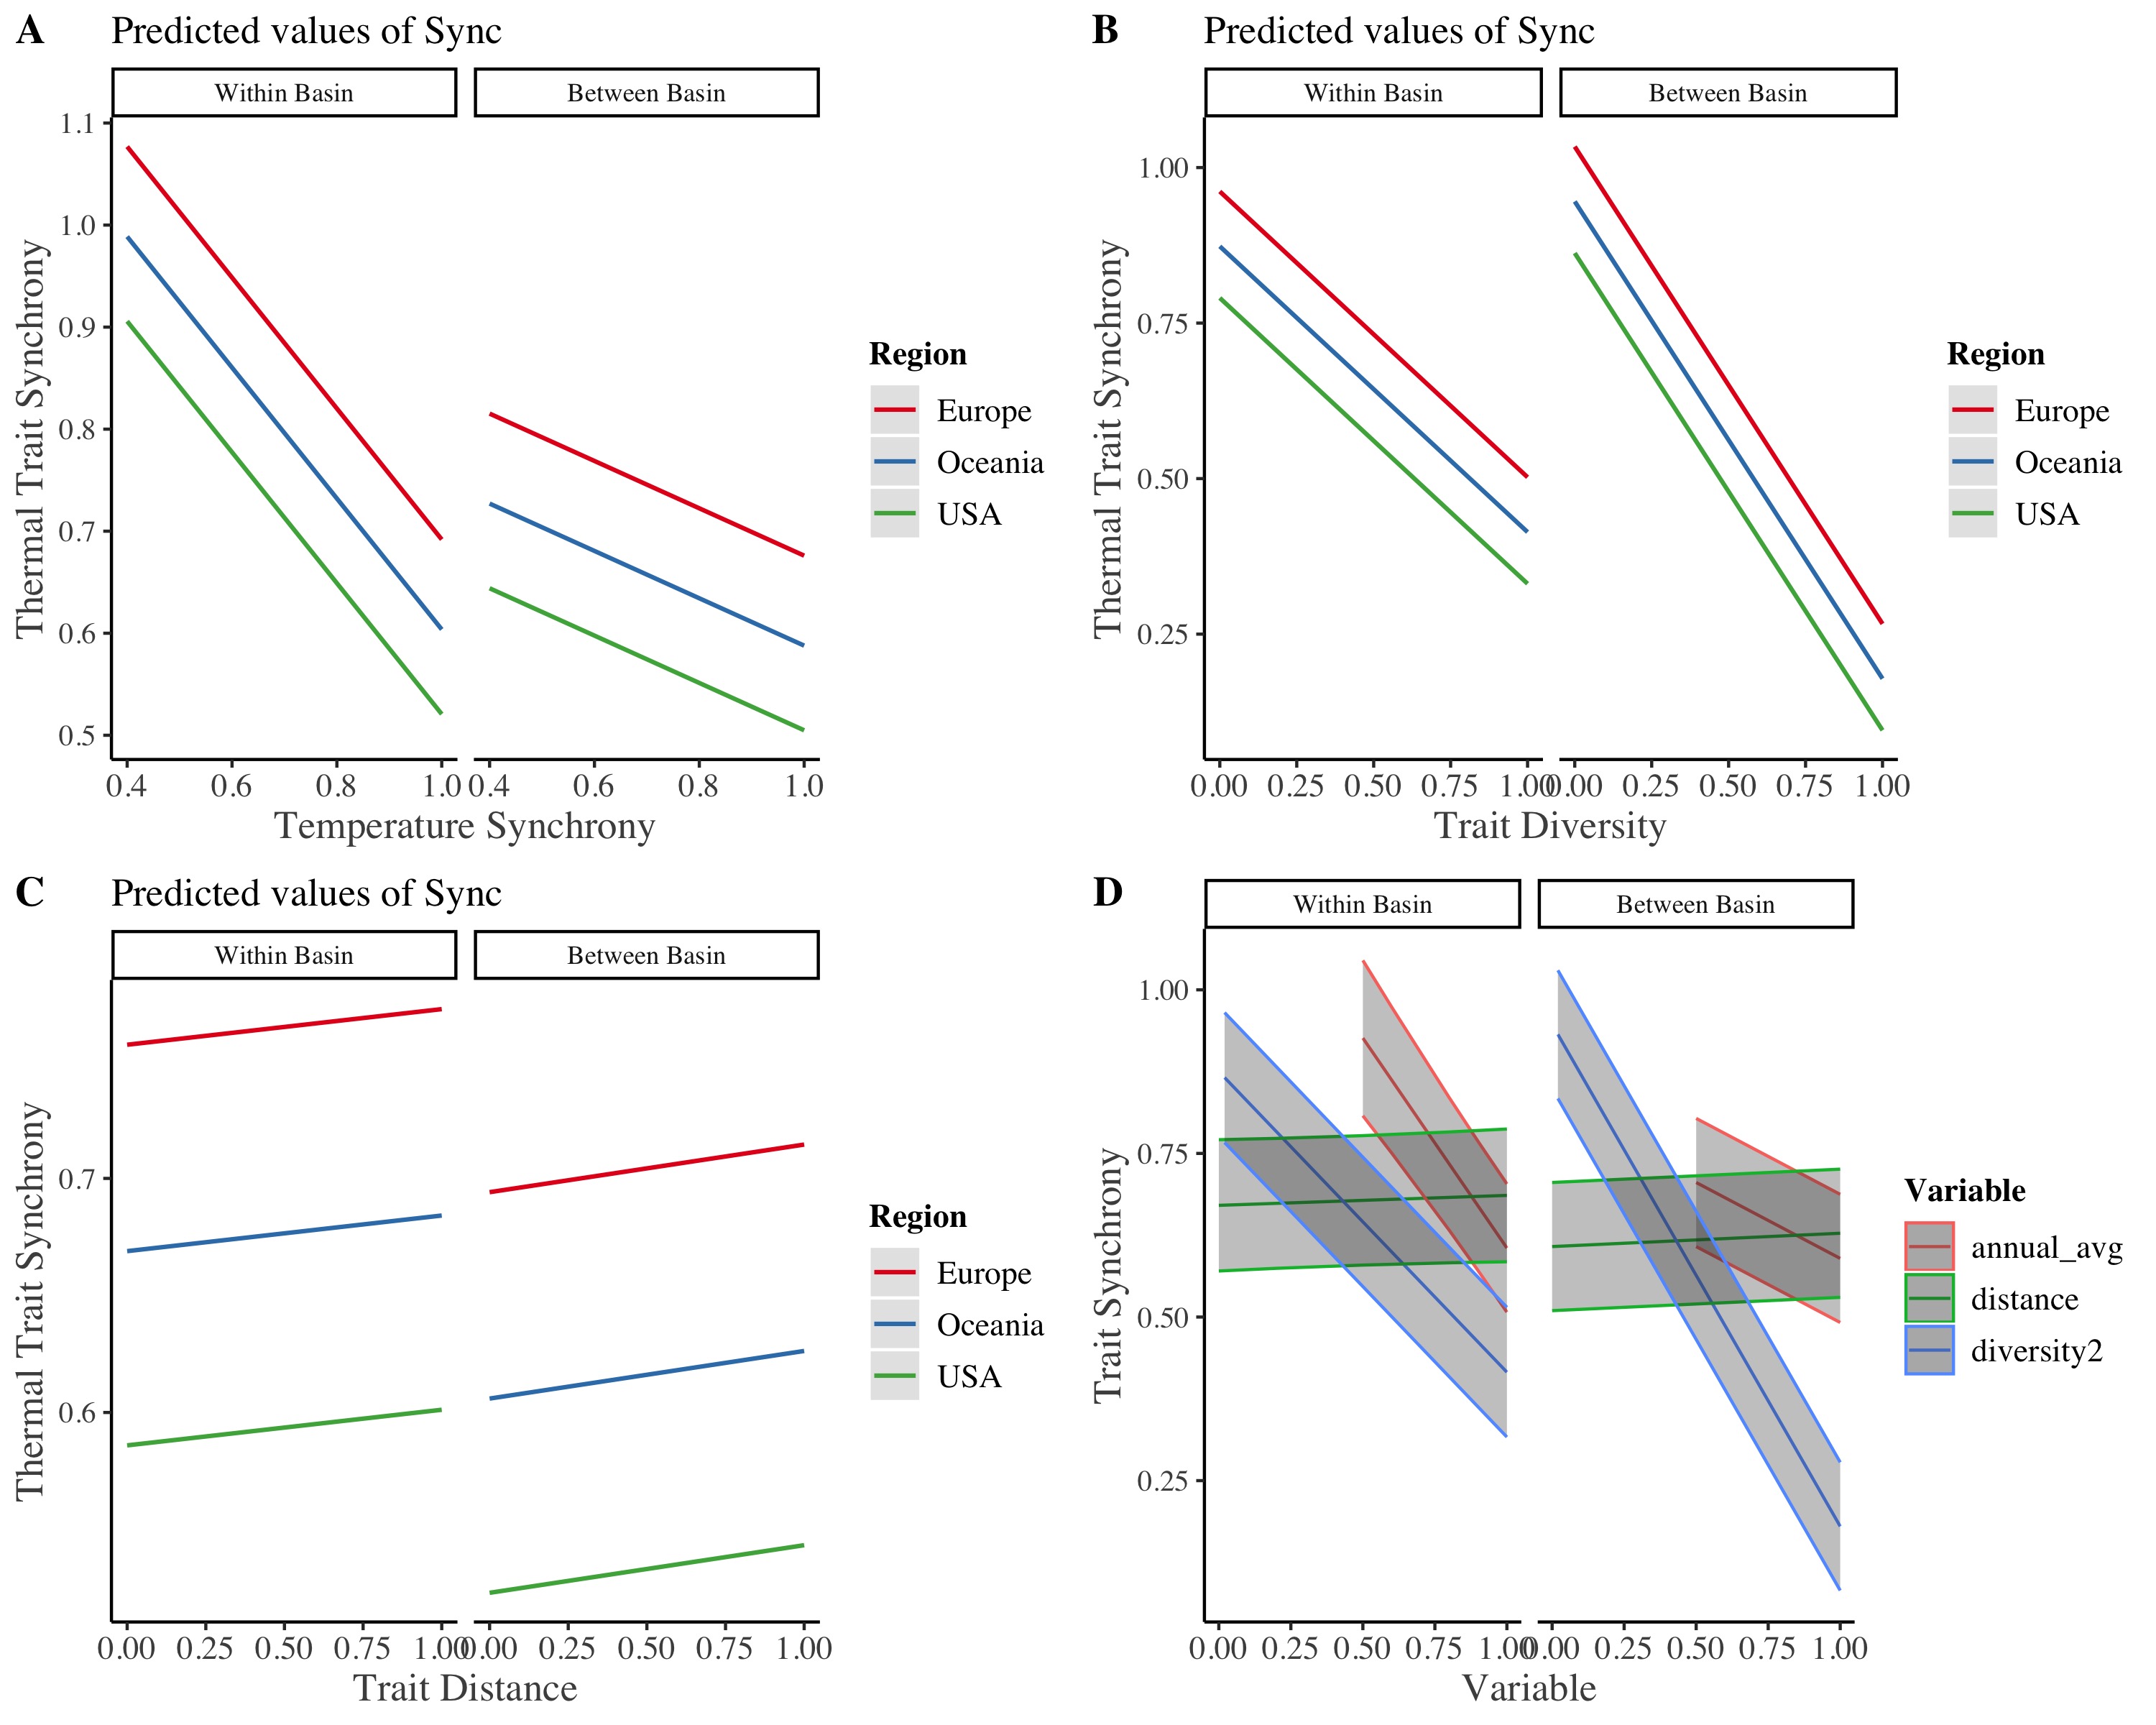 A Predicted values of Sync
Within Basin Between Basin
1.1
1.0
0.9
0.8
0.7
0.6
0.5
Thermal Trait Synchrony
0.4 0.6 0.8 1.0 0.4 0.6 0.8 1.0
Temperature Synchrony
Region
Europe
Oceania
USA
B Predicted values of Sync
Within Basin Between Basin
1.00
0.75
0.50
0.25
Thermal Trait Synchrony
0.00 0.25 0.50 0.75 1.00 0.00 0.25 0.50 0.75 1.00
Trait Diversity
Region
Europe
Oceania
USA
C Predicted values of Sync
Within Basin Between Basin
0.7
0.6
Thermal Trait Synchrony
0.00 0.25 0.50 0.75 1.00 0.00 0.25 0.50 0.75 1.00
Trait Distance
Region
Europe
Oceania
USA
D
Within Basin Between Basin
1.00
0.75
0.50
0.25
Trait Synchrony
0.00 0.25 0.50 0.75 1.00 0.00 0.25 0.50 0.75 1.00
Variable
Variable
annual_avg
distance
diversity2